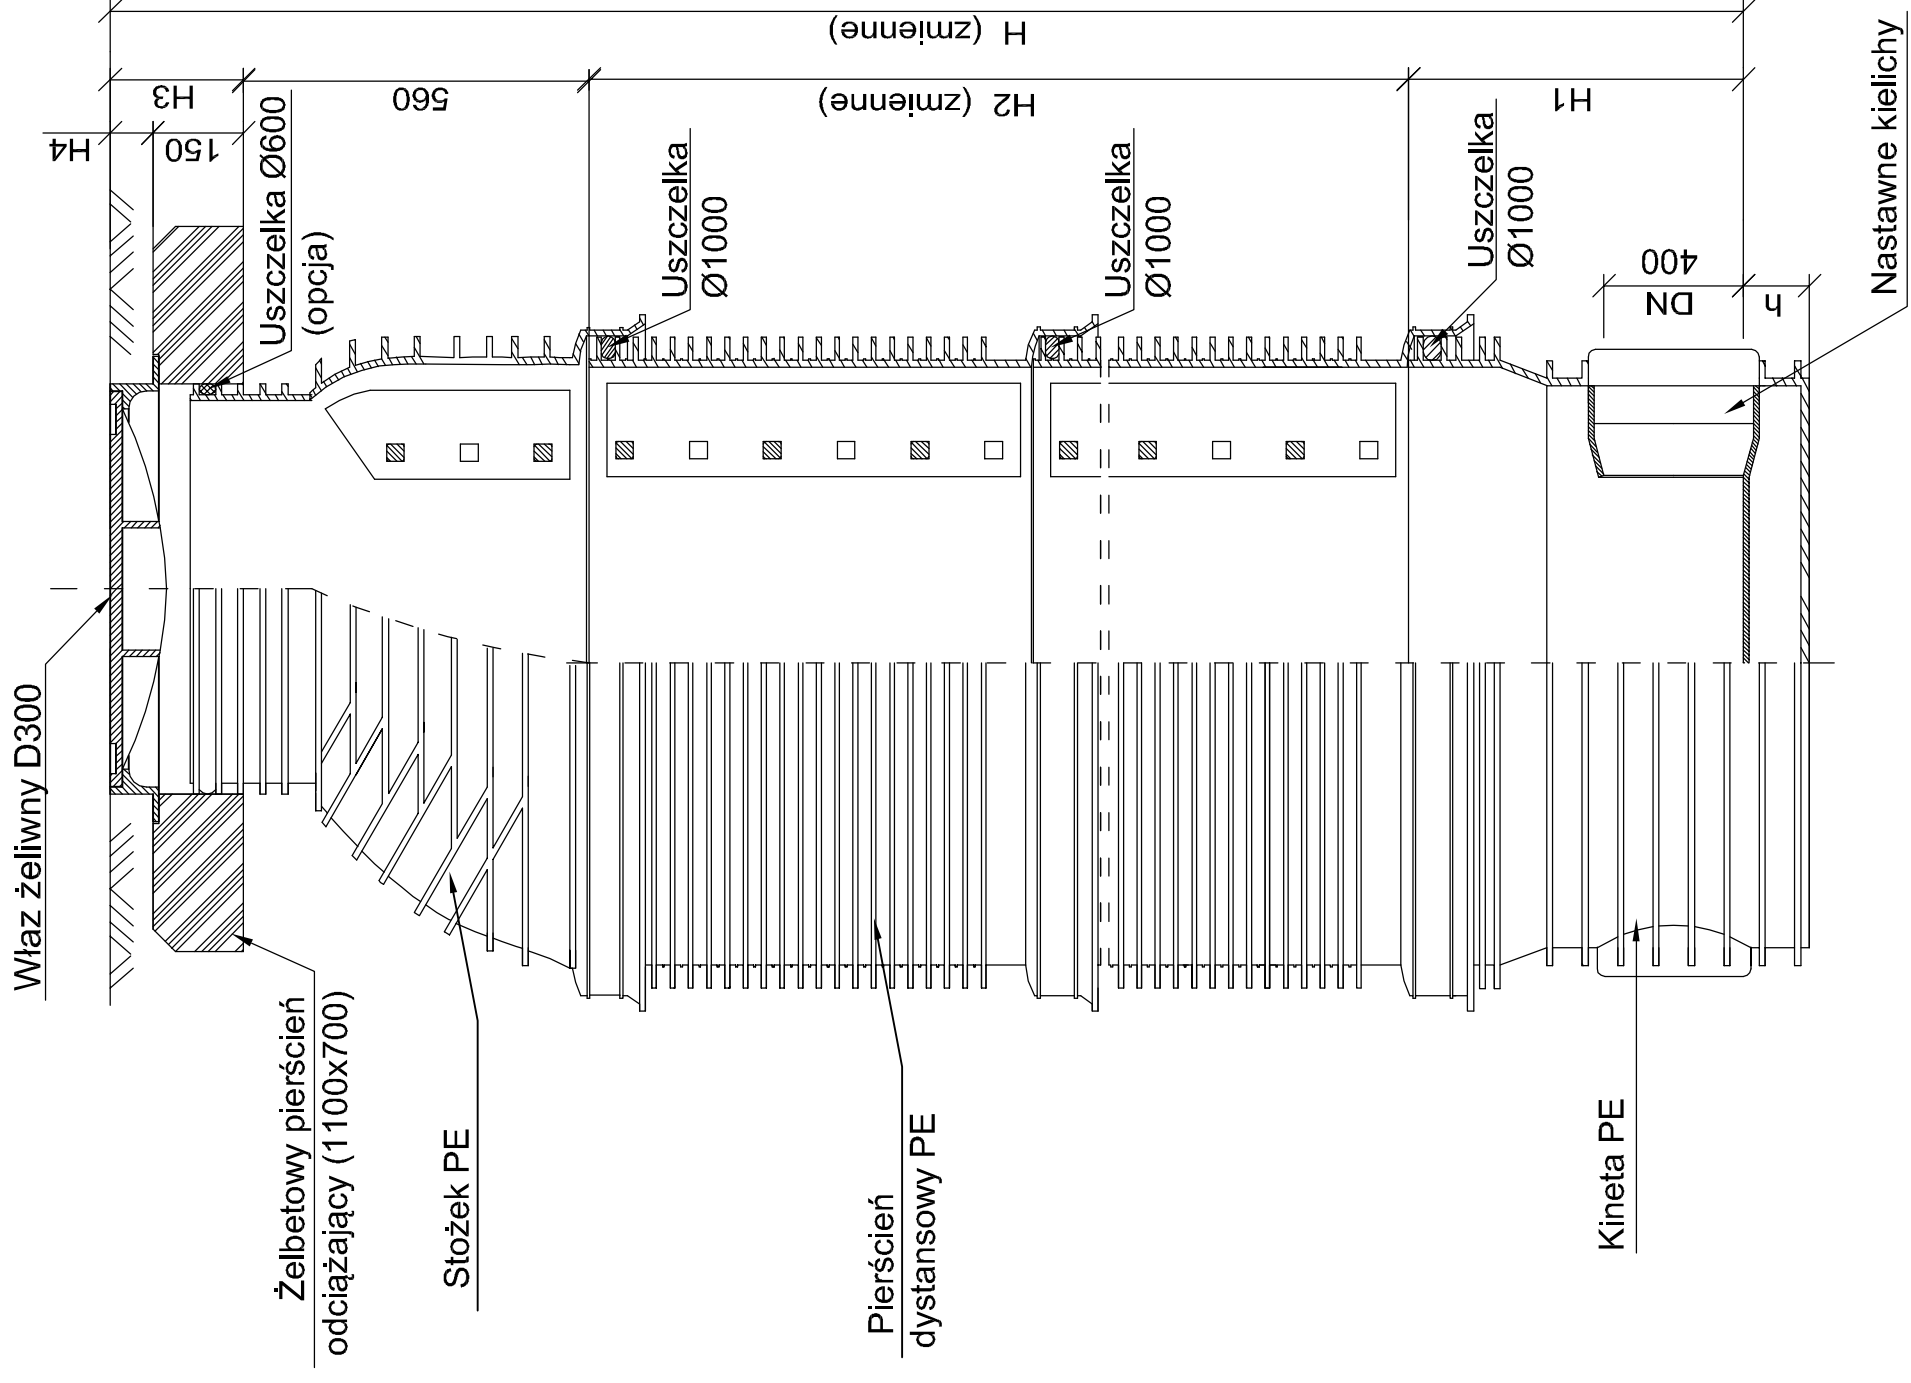 H (zmienne)
H3
560
H2 (zmienne)
H1
H4
150
Uszczelka Ø600
(opcja)
Uszczelka
Ø1000
Uszczelka
Ø1000
Uszczelka
Ø1000
Nastawne kielichy
400
DN
h
Właz żeliwny D300
Żelbetowy pierścień
odciążający (1100x700)
Stożek PE
Pierścień
dystansowy PE
Kineta PE